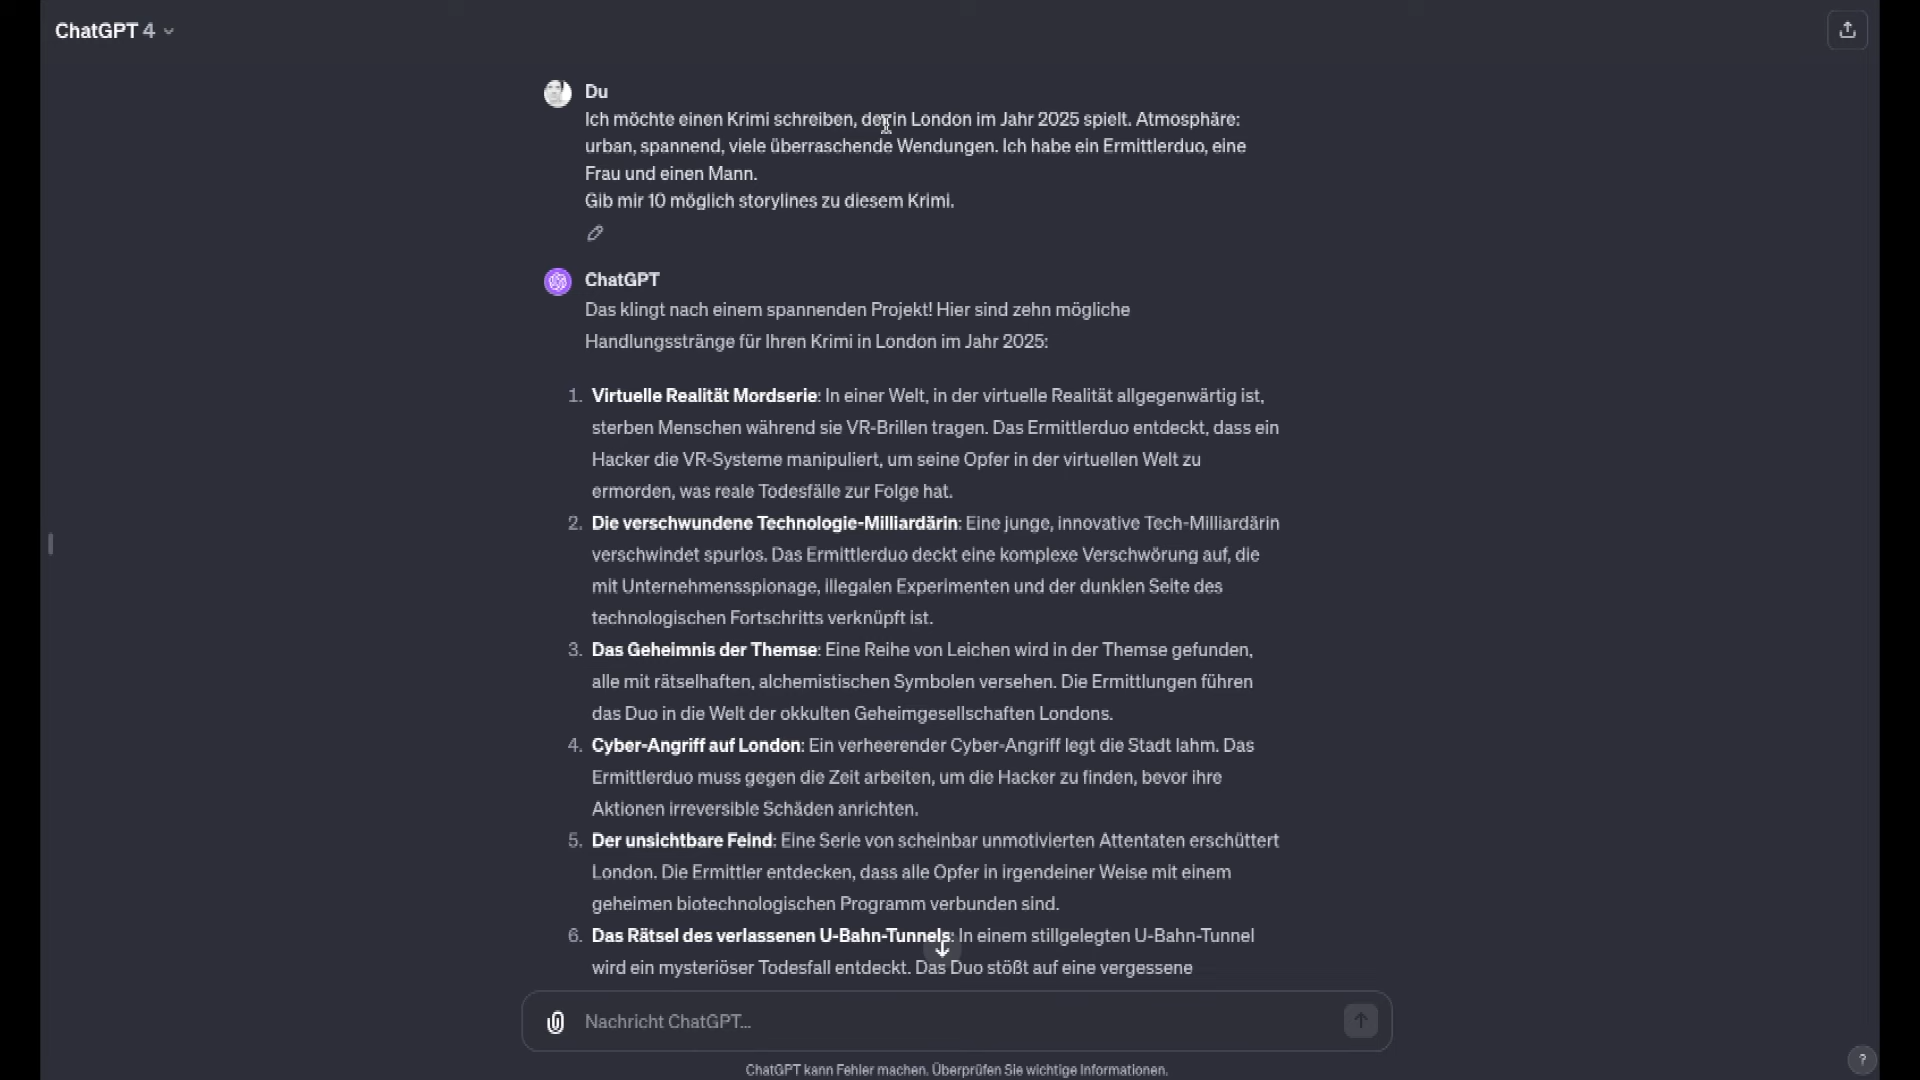 ChatGPT 4
Du
Ich möchte einen Krimi schreiben, der in London im Jahr 2025 spielt. Atmosphäre:
urban, spannend, viele überraschende Wendungen. Ich habe ein Ermittlerduo, eine
Frau und einen Mann.
Gib mir 10 möglich storylines zu diesem Krimi.
ChatGPT
Das klingt nach einem spannenden Projekt! Hier sind zehn mögliche
Handlungsstränge für Ihren Krimi in London im Jahr 2025:
1. Virtuelle Realität Mordserie: In einer Welt, in der virtuelle Realität allgegenwärtig ist,
sterben Menschen während sie VR-Brillen tragen. Das Ermittlerduo entdeckt, dass ein
Hacker die VR-Systeme manipuliert, um seine Opfer in der virtuellen Welt zu
ermorden, was reale Todesfälle zur Folge hat.
2. Die verschwundene Technologie-Milliardärin: Eine junge, innovative Tech-Milliardärin
verschwindet spurlos. Das Ermittlerduo deckt eine komplexe Verschwörung auf, die
mit Unternehmensspionage, illegalen Experimenten und der dunklen Seite des
technologischen Fortschritts verknüpft ist.
3. Das Geheimnis der Themse: Eine Reihe von Leichen wird in der Themse gefunden,
alle mit rätselhaften, alchemistischen Symbolen versehen. Die Ermittlungen führen
das Duo in die Welt der okkulten Geheimgesellschaften Londons.
4. Cyber-Angriff auf London: Ein verheerender Cyber-Angriff legt die Stadt lahm. Das
Ermittlerduo muss gegen die Zeit arbeiten, um die Hacker zu finden, bevor ihre
Aktionen irreversible Schäden anrichten.
5. Der unsichtbare Feind: Eine Serie von scheinbar unmotivierten Attentaten erschüttert
London. Die Ermittler entdecken, dass alle Opfer in irgendeiner Weise mit einem
geheimen biotechnologischen Programm verbunden sind.
6. Das Rätsel des verlassenen U-Bahn-Tunnels: In einem stillgelegten U-Bahn-Tunnel
wird ein mysteriöser Todesfall entdeckt. Das Duo stößt auf eine vergessene
Nachricht ChatGPT...
ChatGPT kann Fehler machen. Überprüfen Sie wichtige Informationen.
?